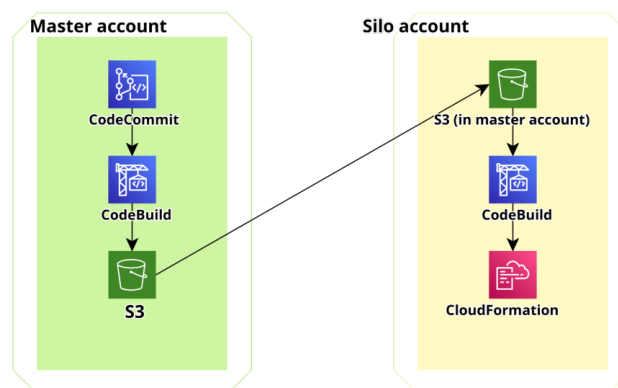 Master account
CodeCommit
CodeBuild
S3
Silo account
S3 (in master account)
CodeBuild
CloudFormation